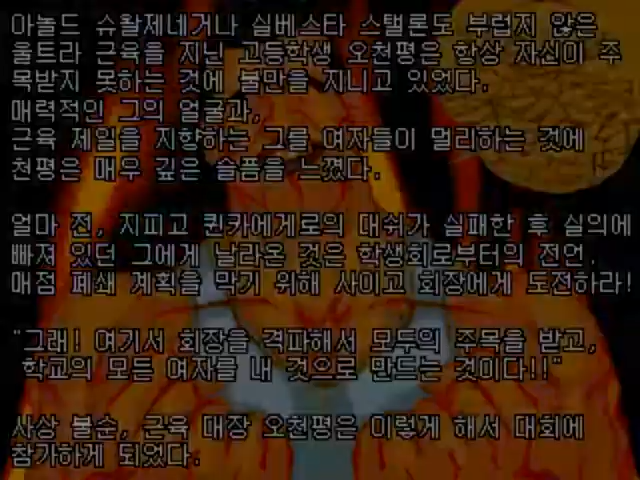 아놀드 슈왈제네거나 실베스타 스탤론도 부럽지 않은
울트라 근육을 지닌 고등학생 오천평은 항상 자신이 주
목받지 못하는 것에 불만을 지니고 있었다.
매력적인 그의 얼굴과,
근육 제일을 지향하는 그를 여자들이 멀리하는 것에
천평은 매우 깊은 슬픔을 느꼈다.
얼마 전, 지피고 퀸카에게로의 대쉬가 실패한 후 실의에
빠져 있던 그에게 날라온 것은 학생회로부터의 전언.
매점 폐쇄 계획을 막기 위해 사이고 회장에게 도전하라!
"그래! 여기서 회장을 격파해서 모두의 주목을 받고,
학교의 모든 여자를 내 것으로 만드는 것이다!!"
사상 불순, 근육 대장 오천평은 이렇게 해서 대회에
참가하게 되었다.